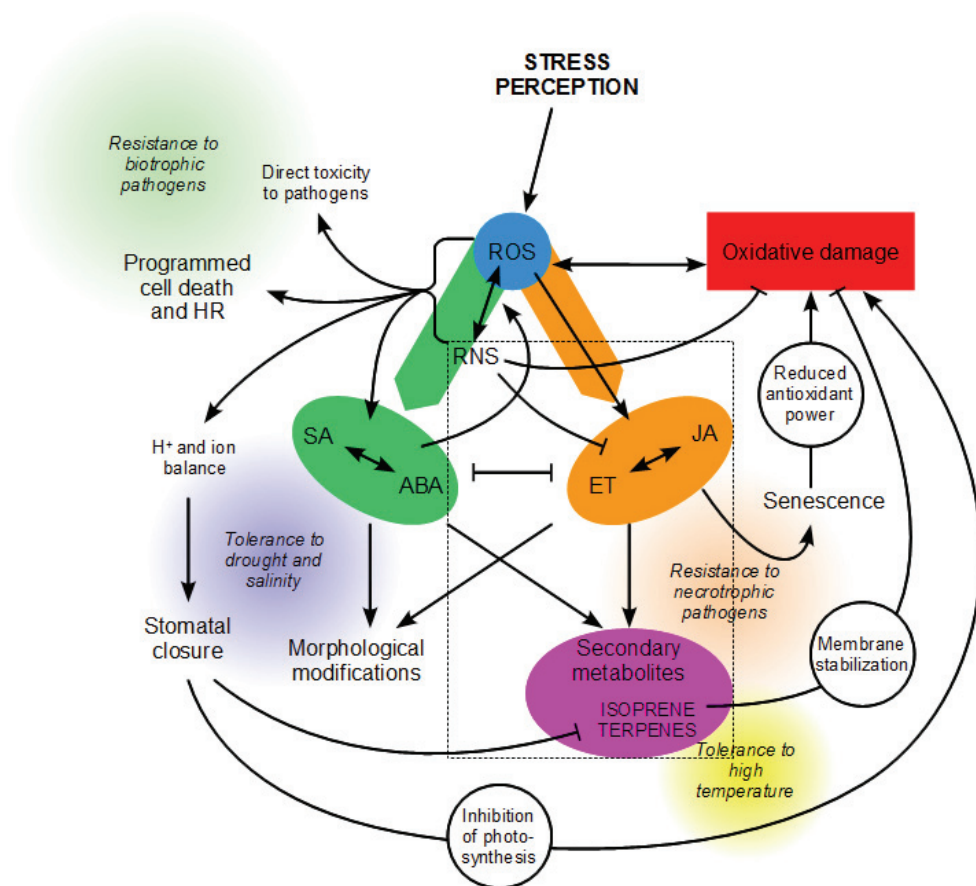 STRESS
PERCEPTION
Resistance to
biotrophic
pathogens
Direct toxicity
to pathogens
Programmed
cell death
and HR
ROS
Oxidative damage
RNS
Reduced
antioxidant
power
SA
ABA
JA
ET
H⁺ and ion
balance
Senescence
Tolerance to
drought and
salinity
Resistance to
necrotrophic
pathogens
Stomatal
closure
Morphological
modifications
Secondary
metabolites
ISOPRENE
TERPENES
Membrane
stabilization
Tolerance to
high
temperature
Inhibition
of photo-
synthesis